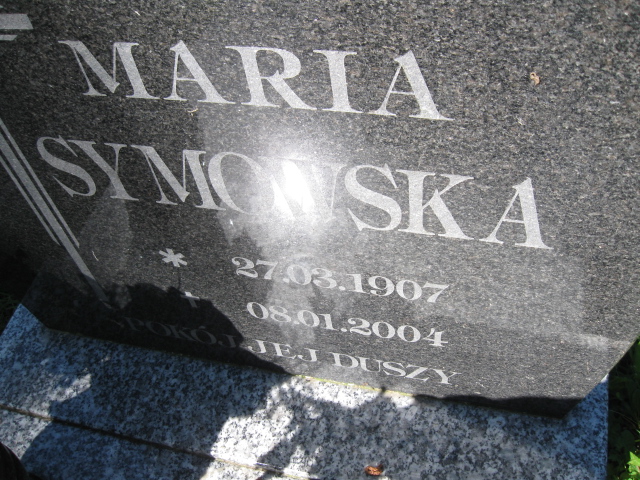 MARIA
SYMOWSKA
* 27.03.1907
08.01.2004
SPOKÓJ JEJ DUSZY